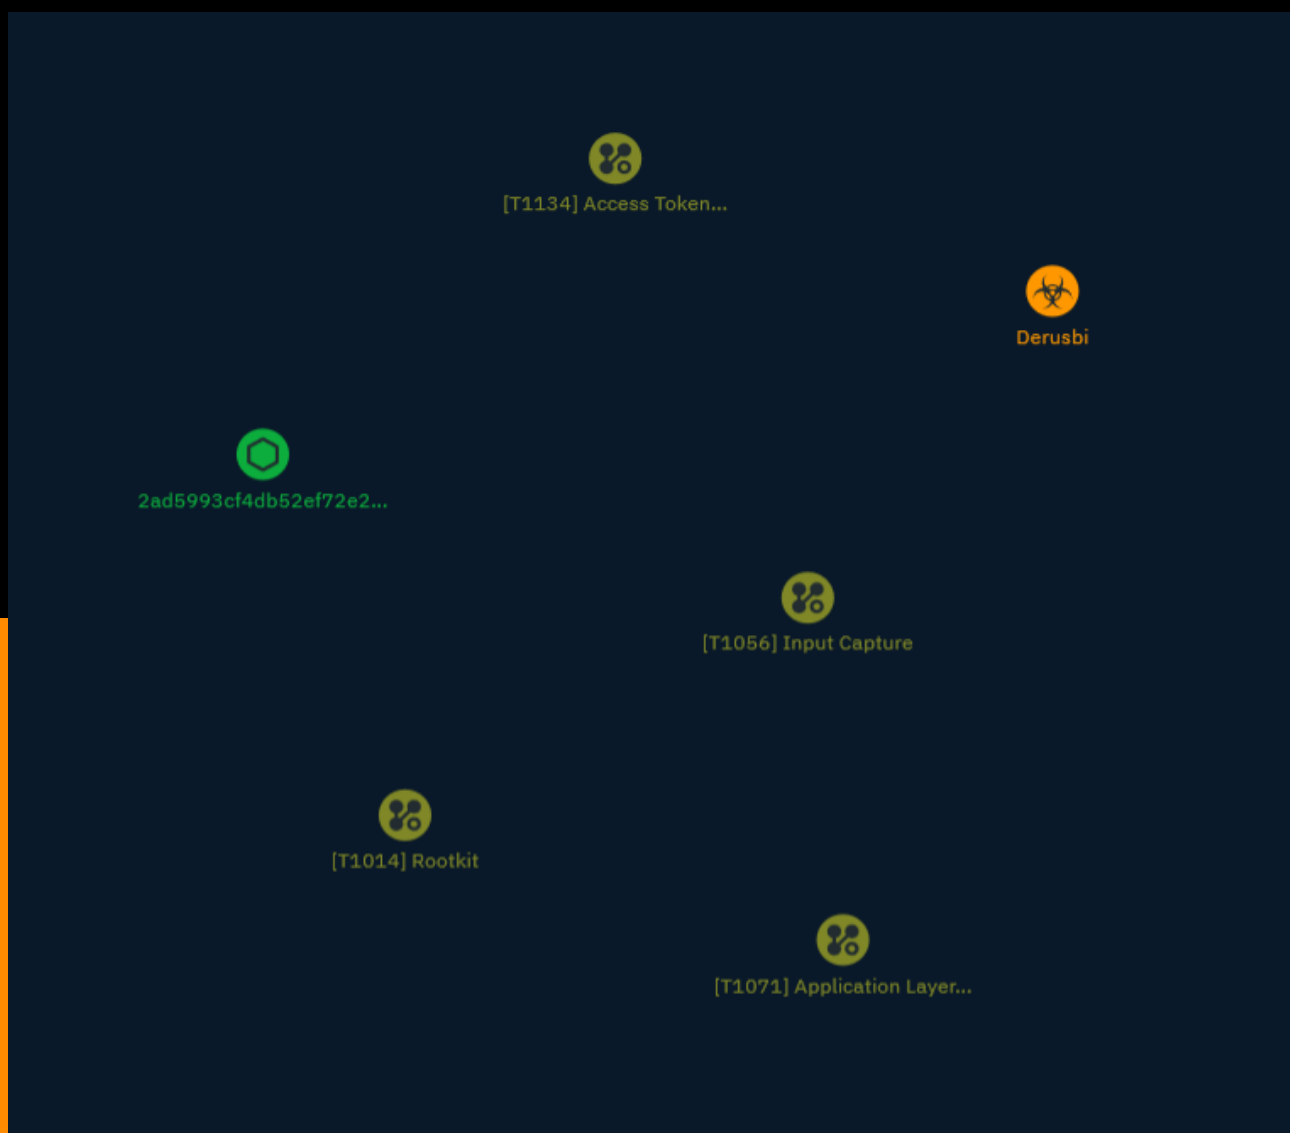 [T1134] Access Token...
Derusbi
2ad5993cf4db52ef72e2...
[T1056] Input Capture
[T1014] Rootkit
[T1071] Application Layer...